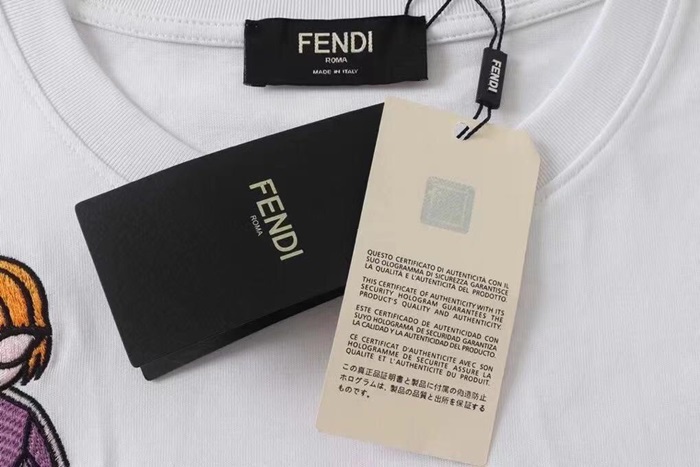 FENDI
ROMA
MADE IN ITALY
FENDI
FENDI
ROMA
QUESTO CERTIFICATO DI AUTENTICITÀ CON IL
SUO OLOGRAMMA DI SICUREZZA GARANTISCE
LA QUALITÀ E L'AUTENTICITÀ DEL PRODOTTO.
THIS CERTIFICATE OF AUTHENTICITY WITH ITS
SECURITY HOLOGRAM GUARANTEES THE
PRODUCT'S QUALITY AND AUTHENTICITY.
ESTE CERTIFICADO DE AUTENTICIDAD CON
SUYO HOLOGRAMA DE SEGURIDAD GARANTIZA
LA CALIDAD Y LA AUTENTICIDAD DEL PRODUCTO.
CE CERTIFICAT D'AUTHENTICITE AVEC SON
HOLOGRAMME DE SECURITE ASSURE LA
QUALITE ET L'AUTHENTICITE DU PRODUIT.
この真正品証明書と製品に付属の偽造防止
ホログラムは、製品の品質と出所を保証する
ものです。